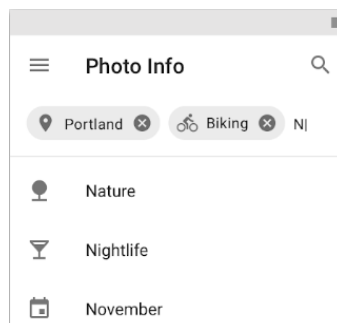 Photo Info
Portland Biking N
Nature
Nightlife
November